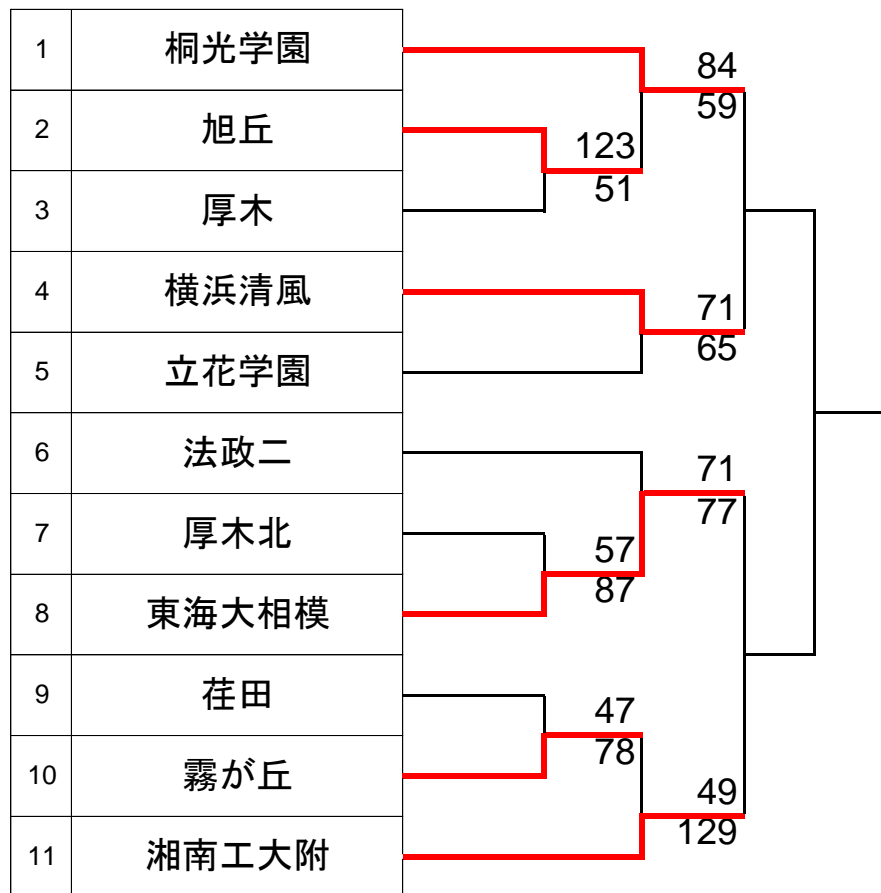 1 桐光学園
2 旭丘
3 厚木
4 横浜清風
5 立花学園
6 法政二
7 厚木北
8 東海大相模
9 荏田
10 霧が丘
11 湘南工大附
84
59
123
51
71
65
71
77
57
87
47
78
49
129